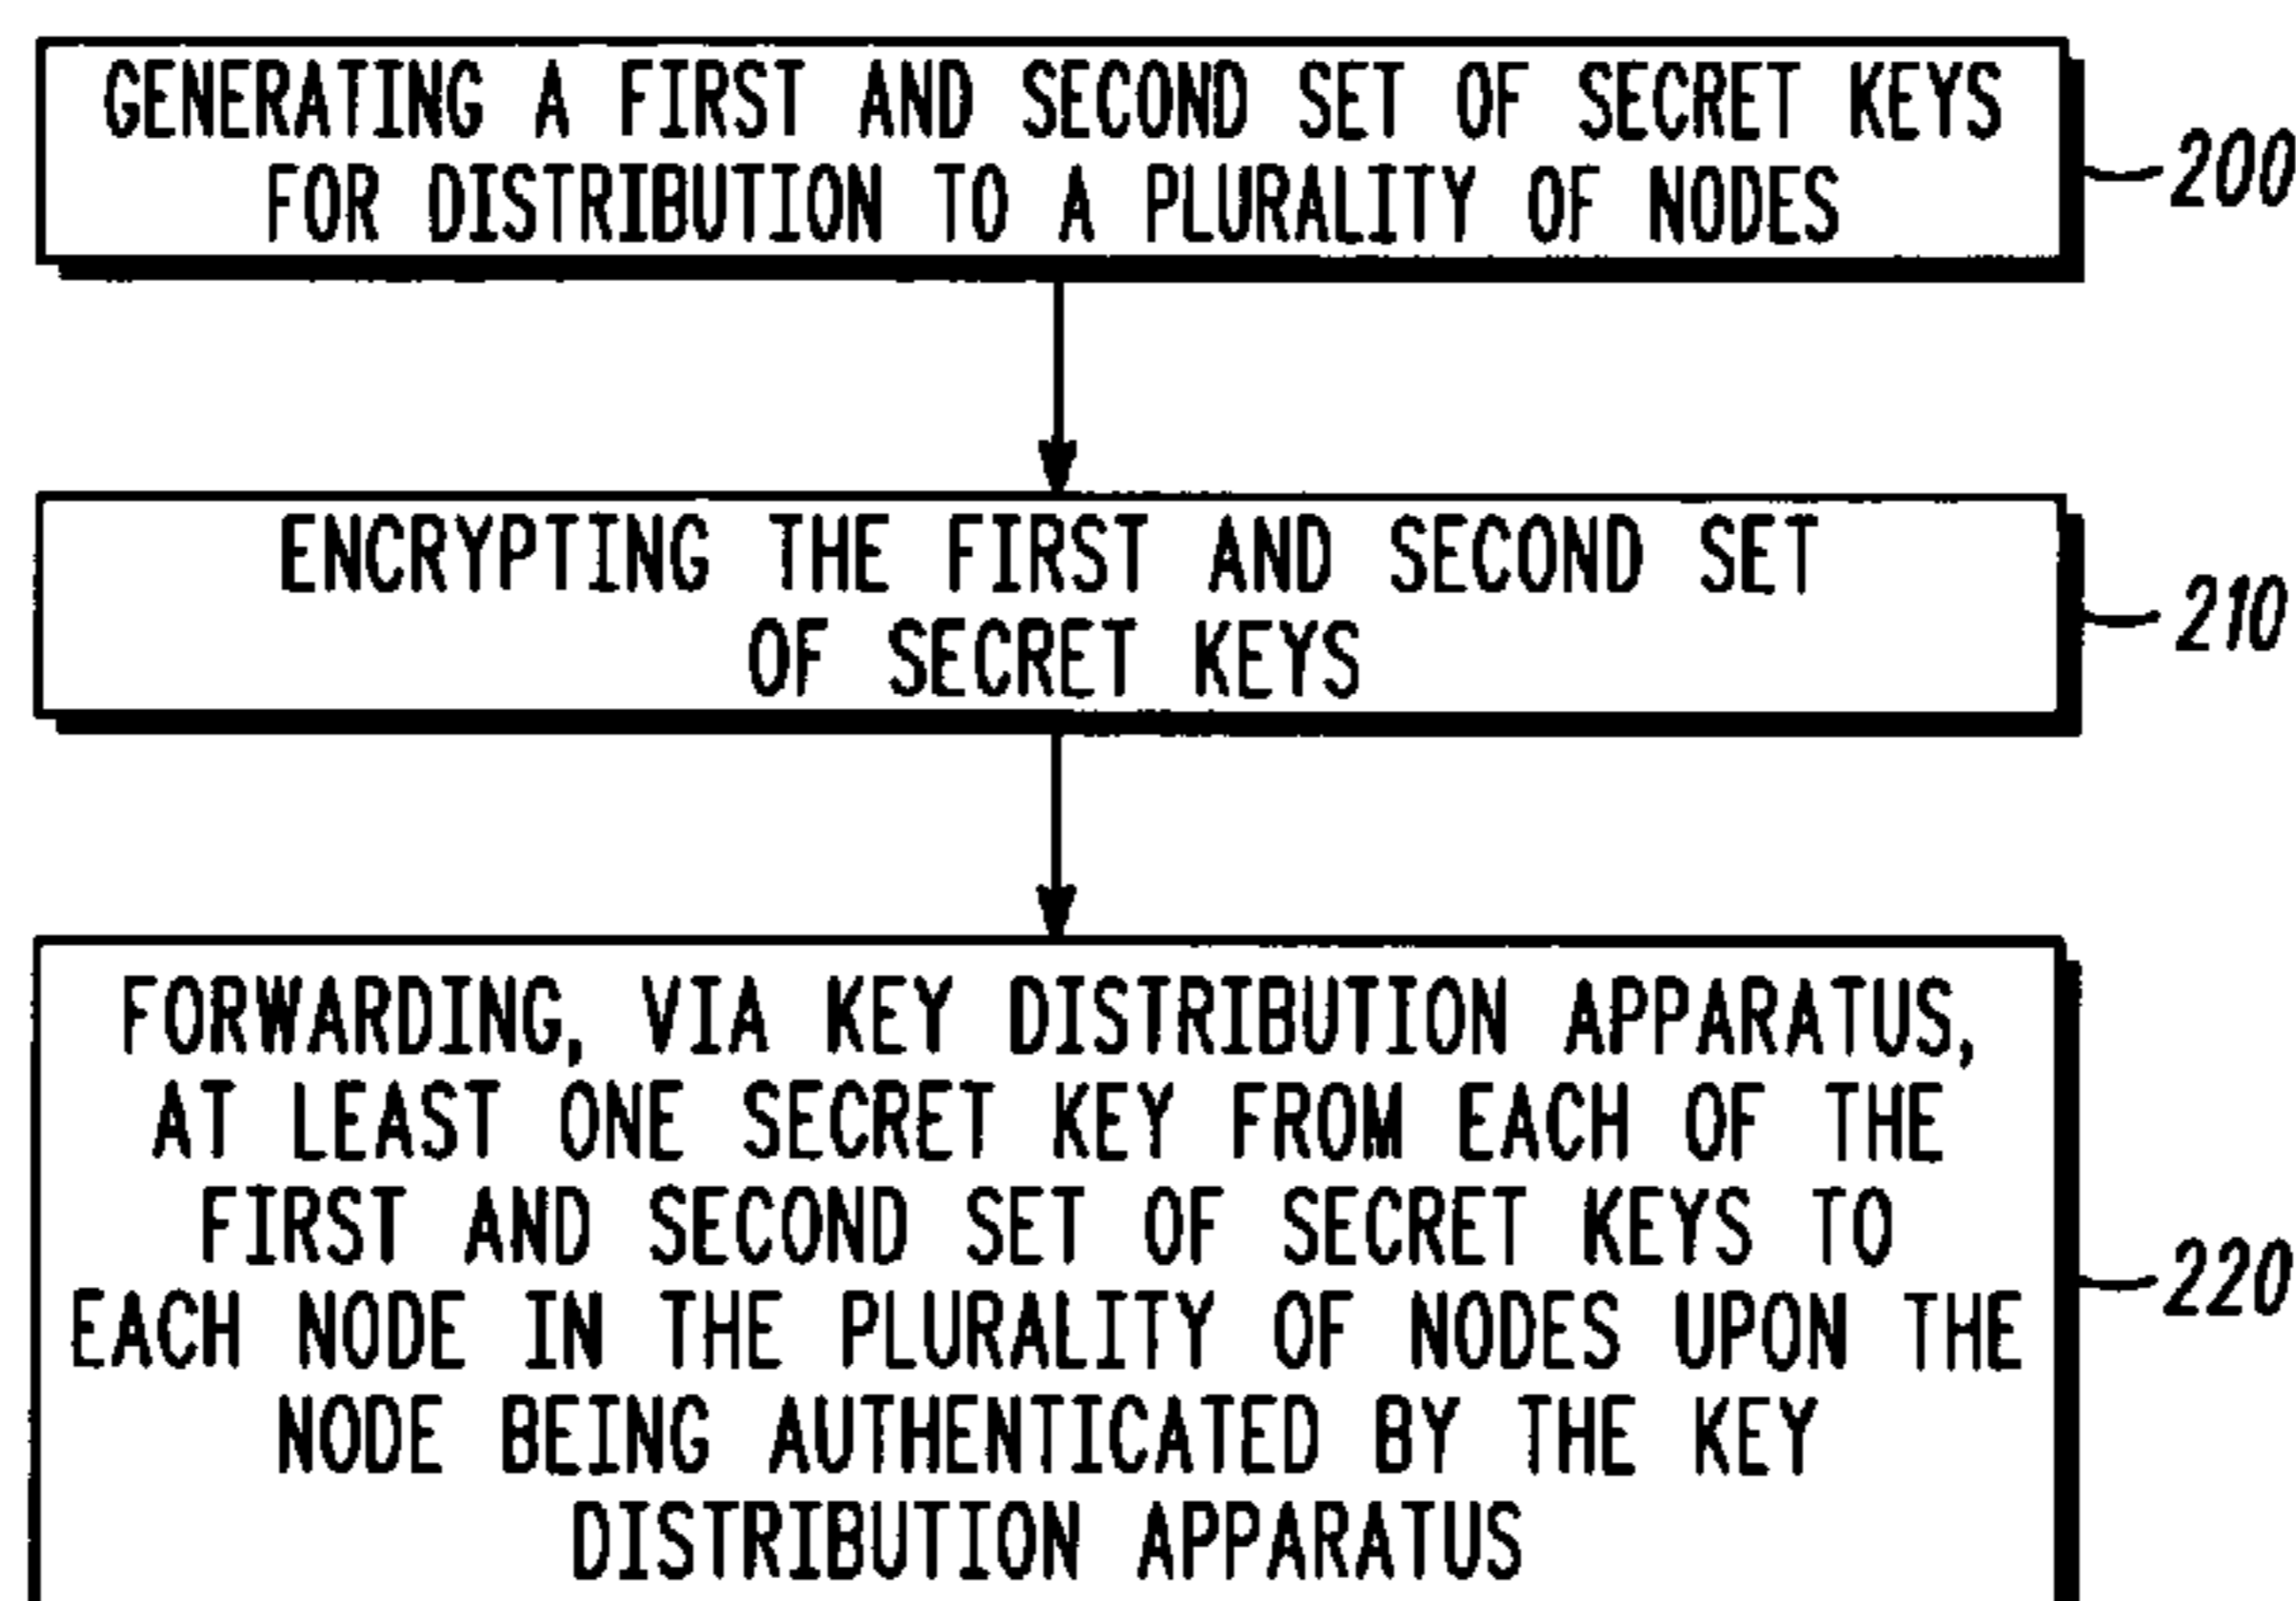 GENERATING A FIRST AND SECOND SET OF SECRET KEYS
FOR DISTRIBUTION TO A PLURALITY OF NODES
200
ENCRYPTING THE FIRST AND SECOND SET
OF SECRET KEYS
210
FORWARDING, VIA KEY DISTRIBUTION APPARATUS,
AT LEAST ONE SECRET KEY FROM EACH OF THE
FIRST AND SECOND SET OF SECRET KEYS TO
EACH NODE IN THE PLURALITY OF NODES UPON THE
NODE BEING AUTHENTICATED BY THE KEY
DISTRIBUTION APPARATUS
220